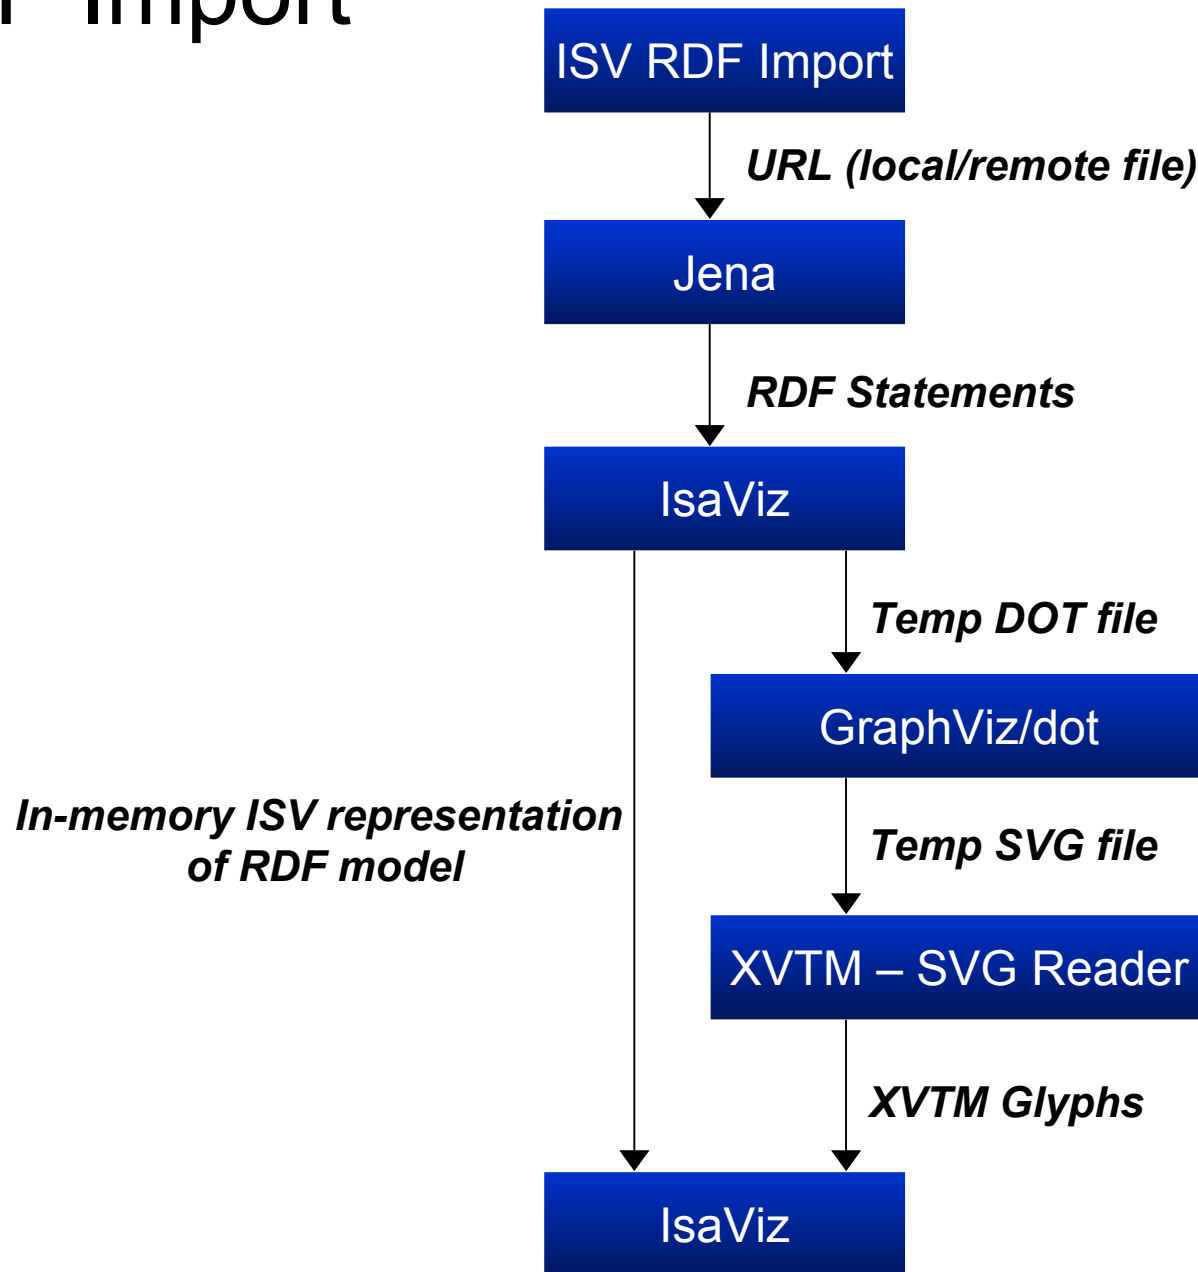 Import
ISV RDF Import
URL (local/remote file)
Jena
RDF Statements
IsaViz
Temp DOT file
GraphViz/dot
In-memory ISV representation
of RDF model
Temp SVG file
XVTM – SVG Reader
XVTM Glyphs
IsaViz